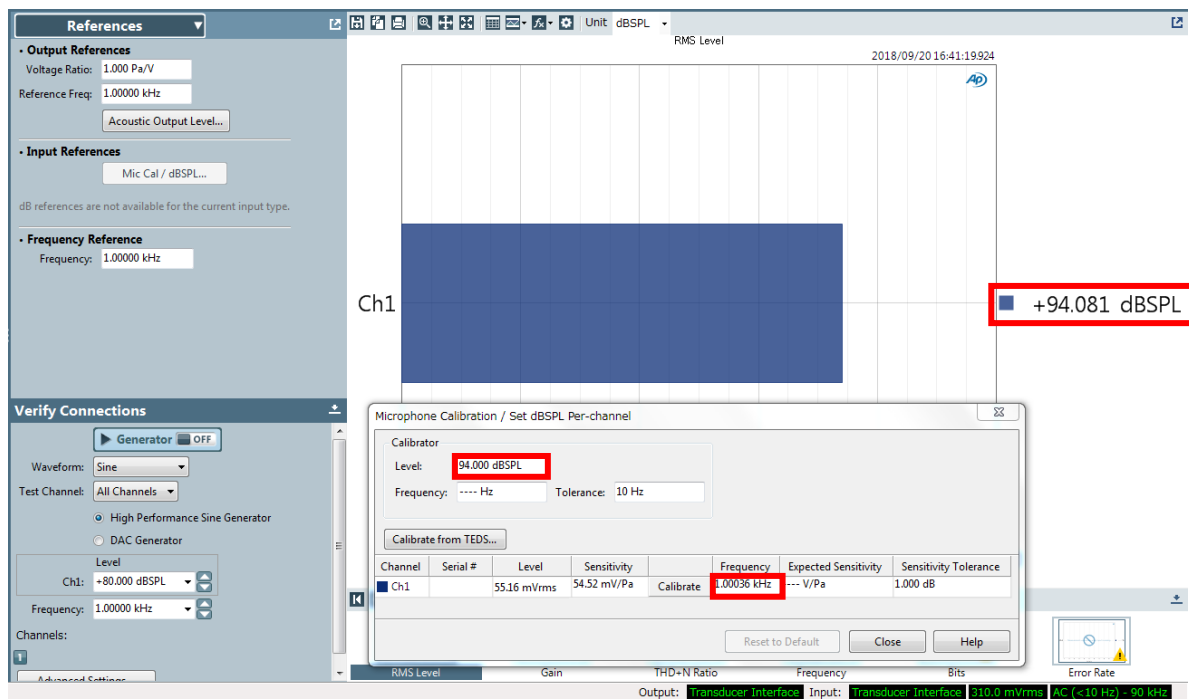 References
Output References
Voltage Ratio: 1.000 Pa/V
Reference Freq: 1.00000 kHz
Acoustic Output Level...
Input References
Mic Cal / dBSPL...
dB references are not available for the current input type.
Frequency Reference
Frequency: 1.00000 kHz
Verify Connections
Generator OFF
Waveform: Sine
Test Channel: All Channels
High Performance Sine Generator
DAC Generator
Level
Ch1: +80.000 dBSPL
Frequency: 1.00000 kHz
Channels:
1
Advanced Settings
Unit dBSPL
RMS Level
2018/09/20 16:41:19.924
AP
Ch1
+94.081 dBSPL
Microphone Calibration / Set dBSPL Per-channel
Calibrator
Level: 94.000 dBSPL
Frequency: ---- Hz Tolerance: 10 Hz
Calibrate from TEDS...
Channel Serial # Level Sensitivity Frequency Expected Sensitivity Sensitivity Tolerance
Ch1 55.16 mVrms 54.52 mV/Pa Calibrate 1.00036 kHz ---- V/Pa 1.000 dB
Reset to Default Close Help
RMS Level Gain THD+N Ratio Frequency Bits Error Rate
Output: Transducer Interface Input: Transducer Interface 310.0 mVrms AC (<10 Hz) - 90 kHz